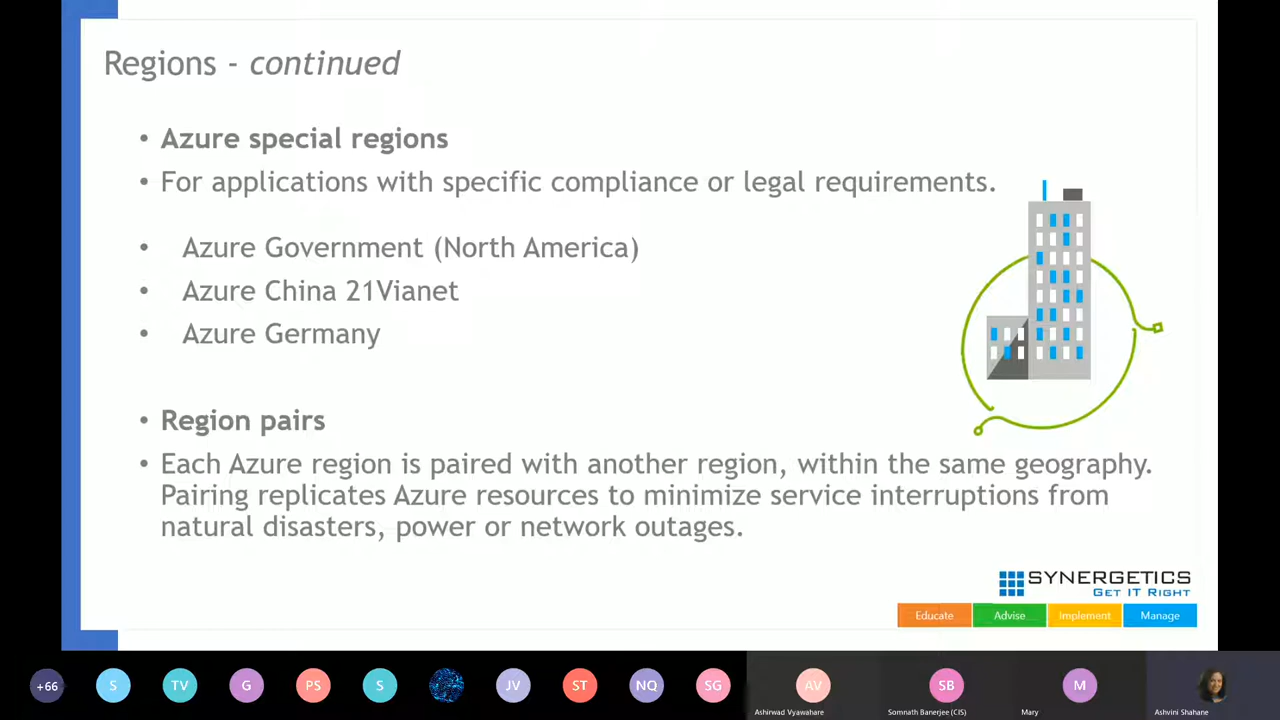 Regions - continued
• Azure special regions
• For applications with specific compliance or legal requirements.
• Azure Government (North America)
• Azure China 21Vianet
• Azure Germany
• Region pairs
• Each Azure region is paired with another region, within the same geography.
Pairing replicates Azure resources to minimize service interruptions from
natural disasters, power or network outages.
SYNERGETICS
GET IT RIGHT
Educate Advise Implement Manage
+66 S TV G PS S JV ST NQ SG AV SB M
Ashirwad Vyawahare Somnath Banerjee (CIS) Mary Ashvini Shahane